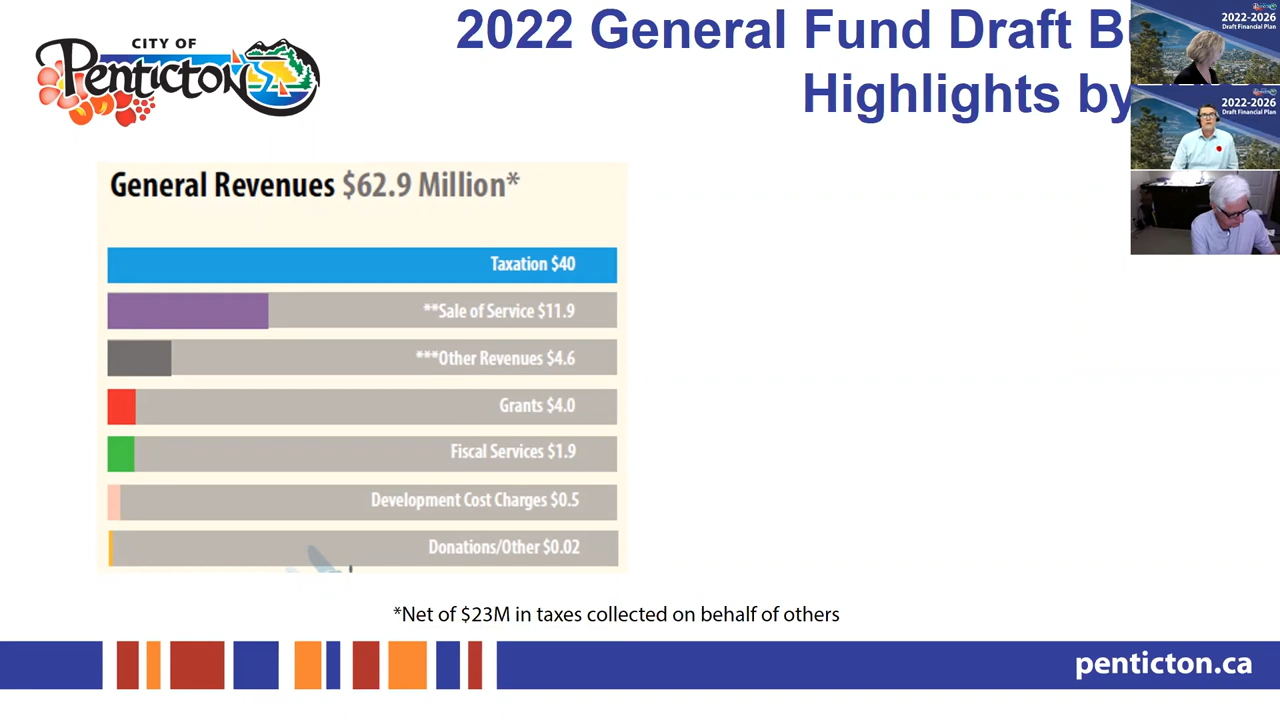 CITY OF
Penticton
2022 General Fund Draft
Highlights by
2022-2026
Draft Financial Plan
2022-2026
Draft Financial Plan
General Revenues $62.9 Million*
Taxation $40
**Sale of Service $11.9
***Other Revenues $4.6
Grants $4.0
Fiscal Services $1.9
Development Cost Charges $0.5
Donations/Other $0.02
*Net of $23M in taxes collected on behalf of others
penticton.ca